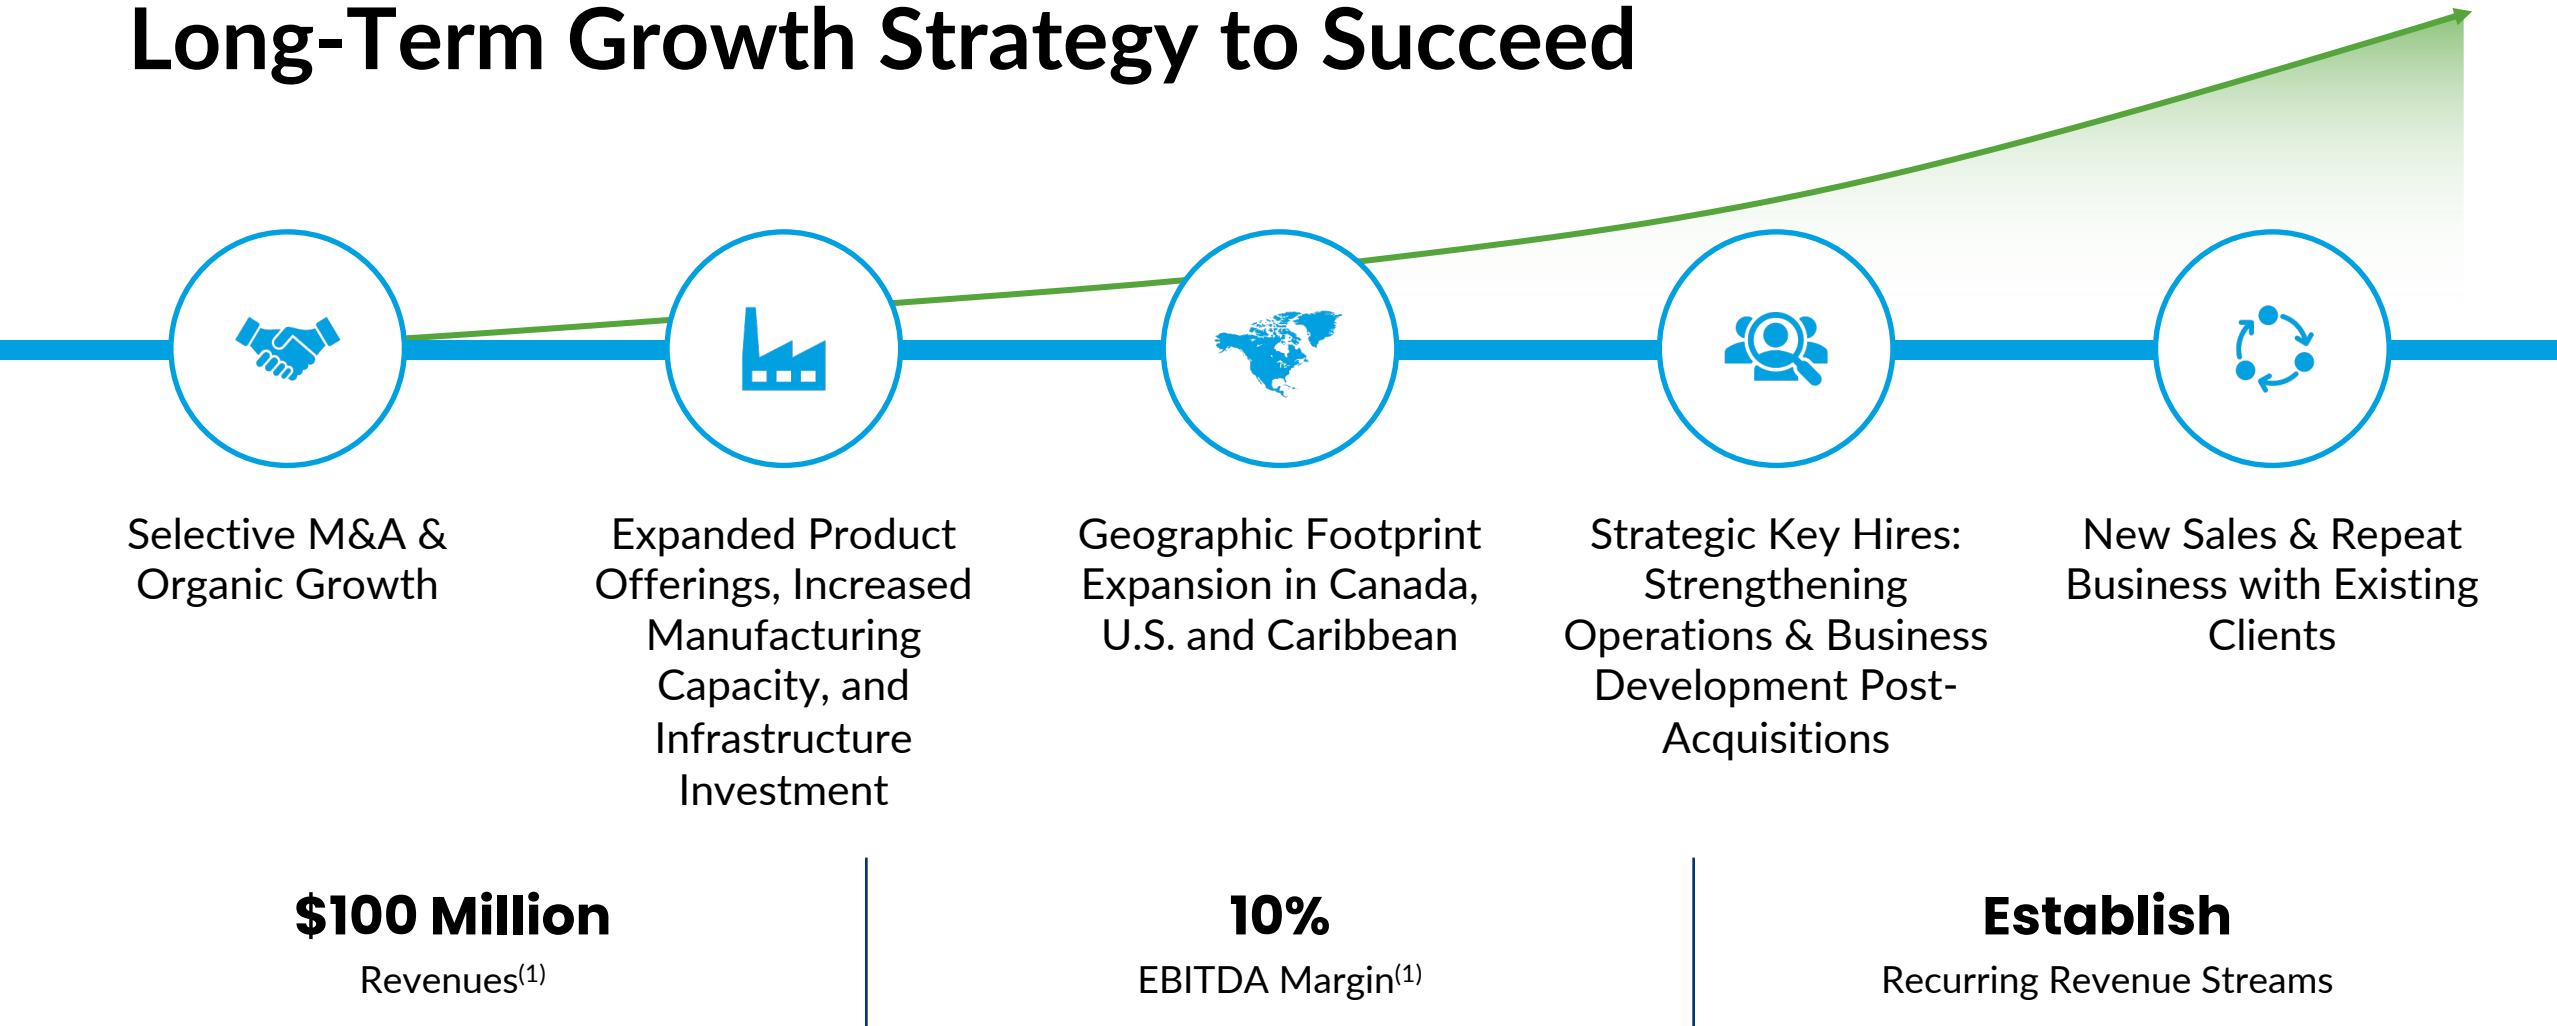 Long-Term Growth Strategy to Succeed
Selective M&A &
Organic Growth
Expanded Product
Offerings, Increased
Manufacturing
Capacity, and
Infrastructure
Investment
Geographic Footprint
Expansion in Canada,
U.S. and Caribbean
Strategic Key Hires:
Strengthening
Operations & Business
Development Post-
Acquisitions
New Sales & Repeat
Business with Existing
Clients
$100 Million
Revenues(1)
10%
EBITDA Margin(1)
Establish
Recurring Revenue Streams